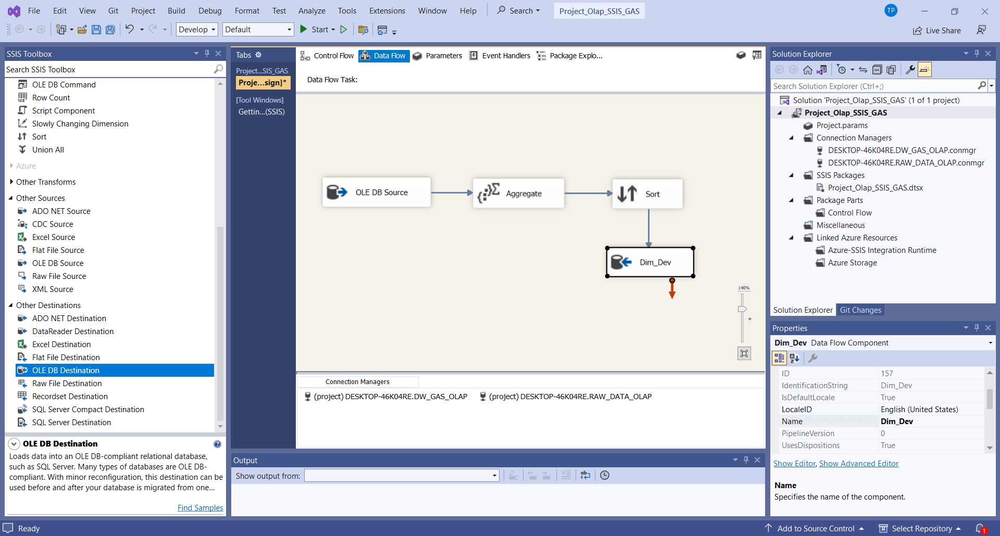 File Edit View Git Project Build Debug Format Test Analyze Tools Extensions Window Help Search Project_Olap_SSIS_GAS TP
Develop Default Start Live Share
SSIS Toolbox
Search SSIS Toolbox
OLE DB Command
Row Count
Script Component
Slowly Changing Dimension
Sort
Union All
Azure
Other Transforms
Other Sources
ADO NET Source
CDC Source
Excel Source
Flat File Source
OLE DB Source
Raw File Source
XML Source
Other Destinations
ADO NET Destination
DataReader Destination
Excel Destination
Flat File Destination
OLE DB Destination
Raw File Destination
Recordset Destination
SQL Server Compact Destination
SQL Server Destination
OLE DB Destination
Loads data into an OLE DB-compliant relational database,
such as SQL Server. Many types of databases are OLE DB-
compliant. With minor reconfiguration, this destination can be
used before and after your database is migrated from one...
Find Samples
Tabs
Project...SIS_GAS
Proje...sign]*
[Tool Windows]
Gettin...(SSIS)
Control Flow Data Flow Parameters Event Handlers Package Explo...
Data Flow Task:
OLE DB Source
Aggregate
Sort
Dim_Dev
140%
Connection Managers
(project) DESKTOP-46K04RE.DW_GAS_OLAP (project) DESKTOP-46K04RE.RAW_DATA_OLAP
Output
Show output from:
Solution Explorer
Search Solution Explorer (Ctrl+;)
Solution 'Project_Olap_SSIS_GAS' (1 of 1 project)
Project_Olap_SSIS_GAS
Project.params
Connection Managers
DESKTOP-46K04RE.DW_GAS_OLAP.conmgr
DESKTOP-46K04RE.RAW_DATA_OLAP.conmgr
SSIS Packages
Project_Olap_SSIS_GAS.dtsx
Package Parts
Control Flow
Miscellaneous
Linked Azure Resources
Azure-SSIS Integration Runtime
Azure Storage
Solution Explorer Git Changes
Properties
Dim_Dev Data Flow Component
ID 157
IdentificationString Dim_Dev
IsDefaultLocale True
LocaleID English (United States)
Name Dim_Dev
PipelineVersion 0
UsesDispositions True
Show Editor, Show Advanced Editor
Name
Specifies the name of the component.
Ready Add to Source Control Select Repository 1